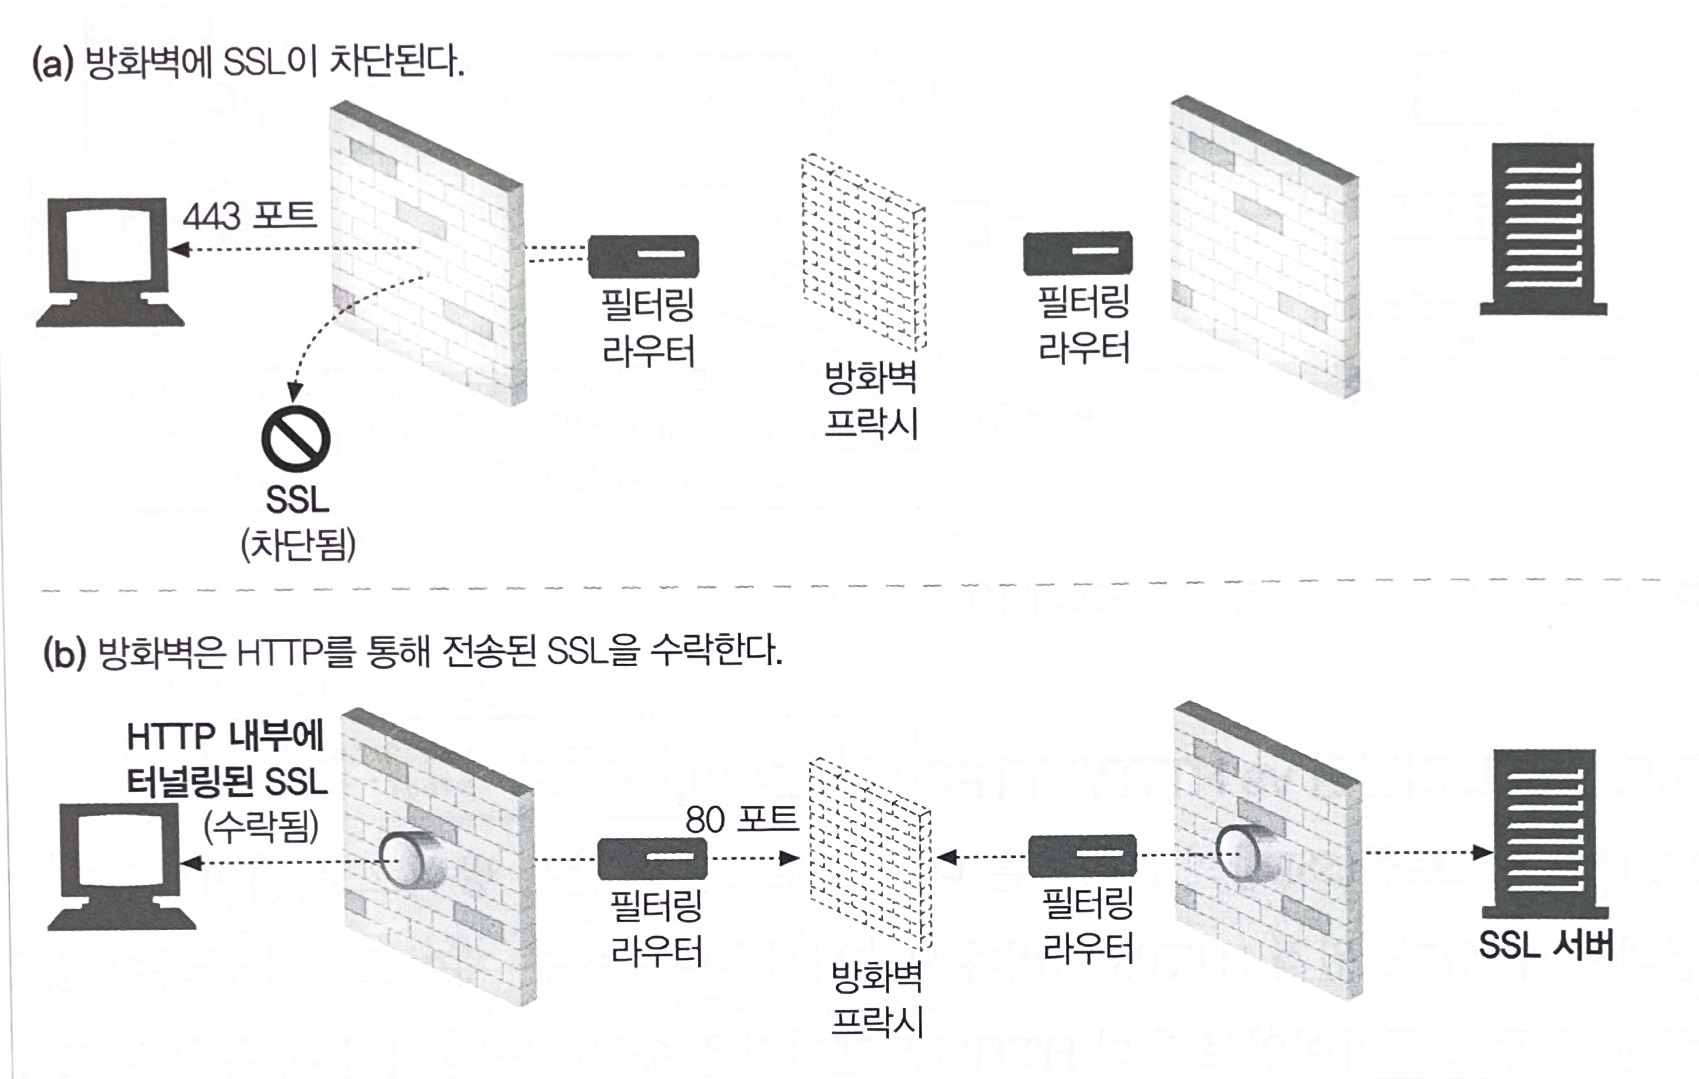 (a) 방화벽에 SSL이 차단된다.
443 포트
필터링
라우터
방화벽
프락시
필터링
라우터
SSL
(차단됨)
(b) 방화벽은 HTTP를 통해 전송된 SSL을 수락한다.
HTTP 내부에
터널링된 SSL
(수락됨)
80 포트
필터링
라우터
방화벽
프락시
필터링
라우터
SSL 서버